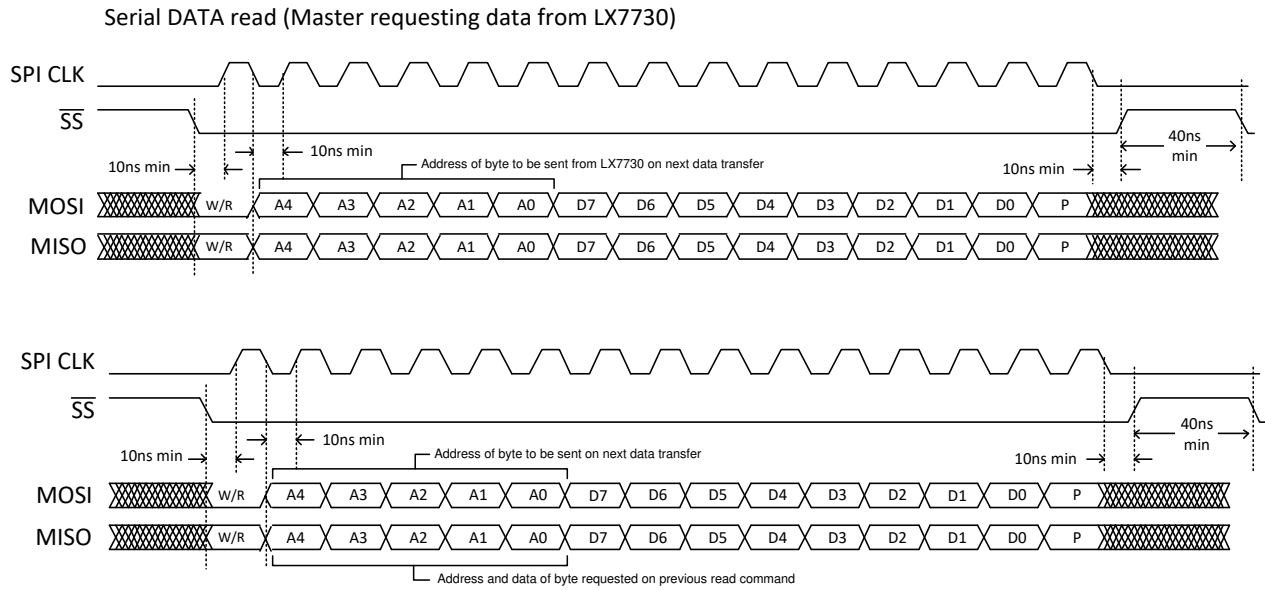 Serial DATA read (Master requesting data from LX7730)
SPI CLK
SS
10ns min
10ns min
Address of byte to be sent from LX7730 on next data transfer
10ns min
40ns
min
MOSI W/R A4 A3 A2 A1 A0 D7 D6 D5 D4 D3 D2 D1 D0 P
MISO W/R A4 A3 A2 A1 A0 D7 D6 D5 D4 D3 D2 D1 D0 P
SPI CLK
SS
10ns min
10ns min
Address of byte to be sent on next data transfer
10ns min
40ns
min
MOSI W/R A4 A3 A2 A1 A0 D7 D6 D5 D4 D3 D2 D1 D0 P
MISO W/R A4 A3 A2 A1 A0 D7 D6 D5 D4 D3 D2 D1 D0 P
Address and data of byte requested on previous read command